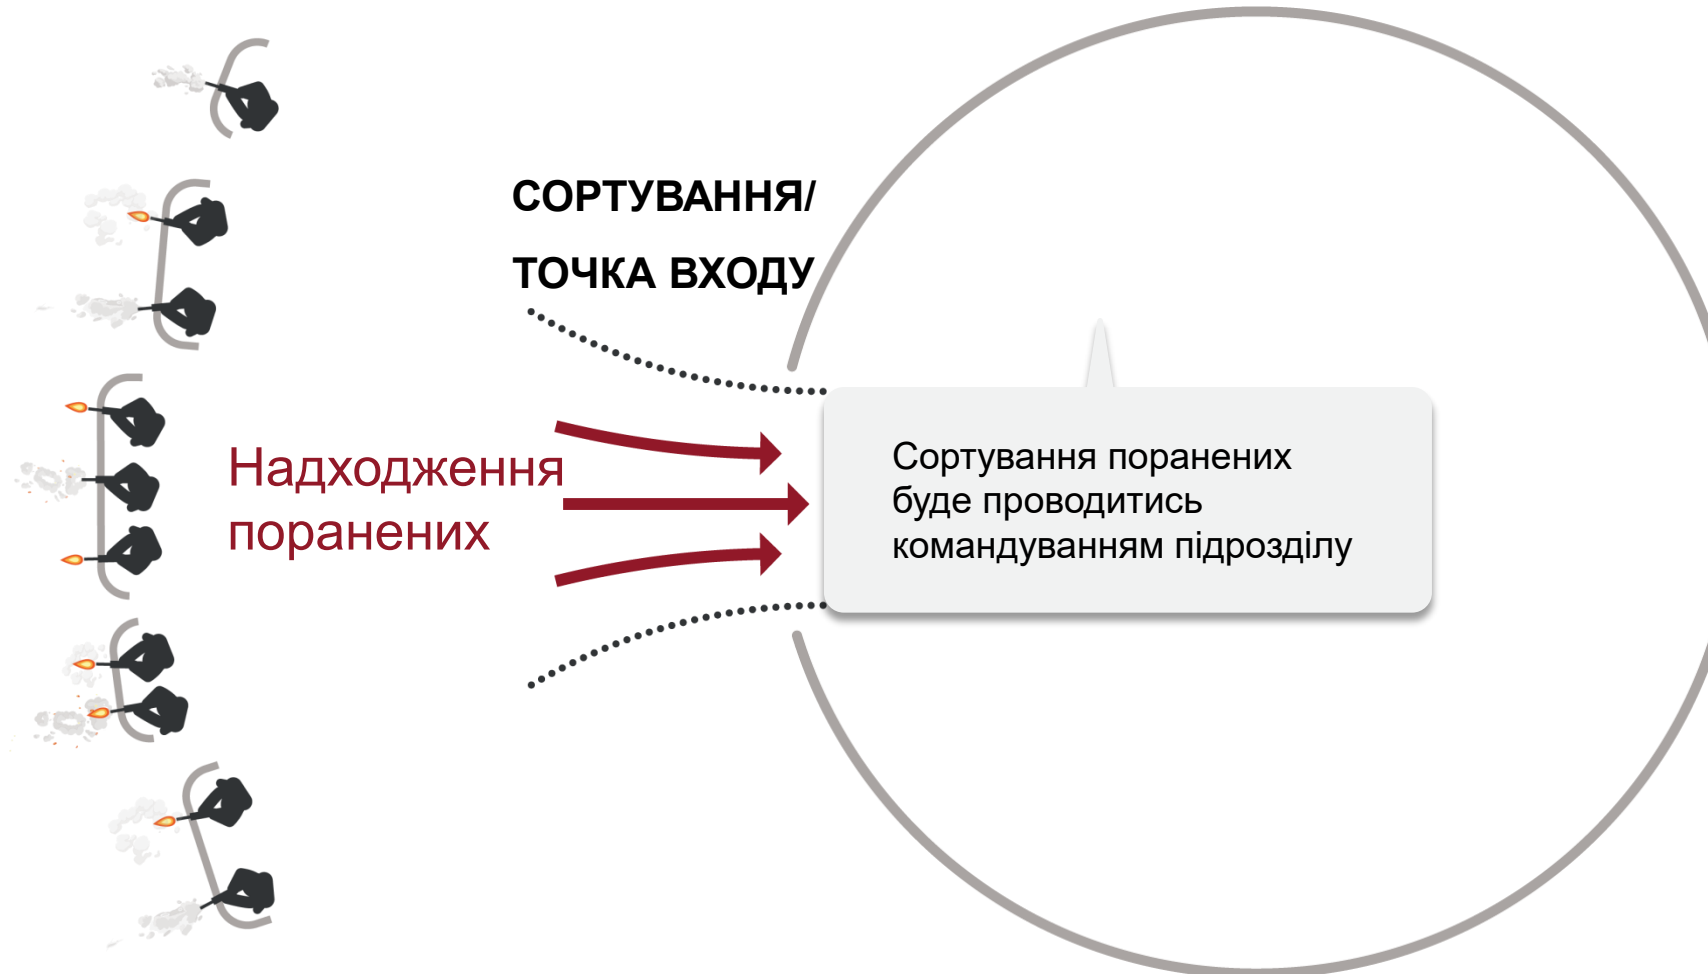 СОРТУВАННЯ/
ТОЧКА ВХОДУ
Надходження
поранених
Сортування поранених
буде проводитись
командуванням підрозділу